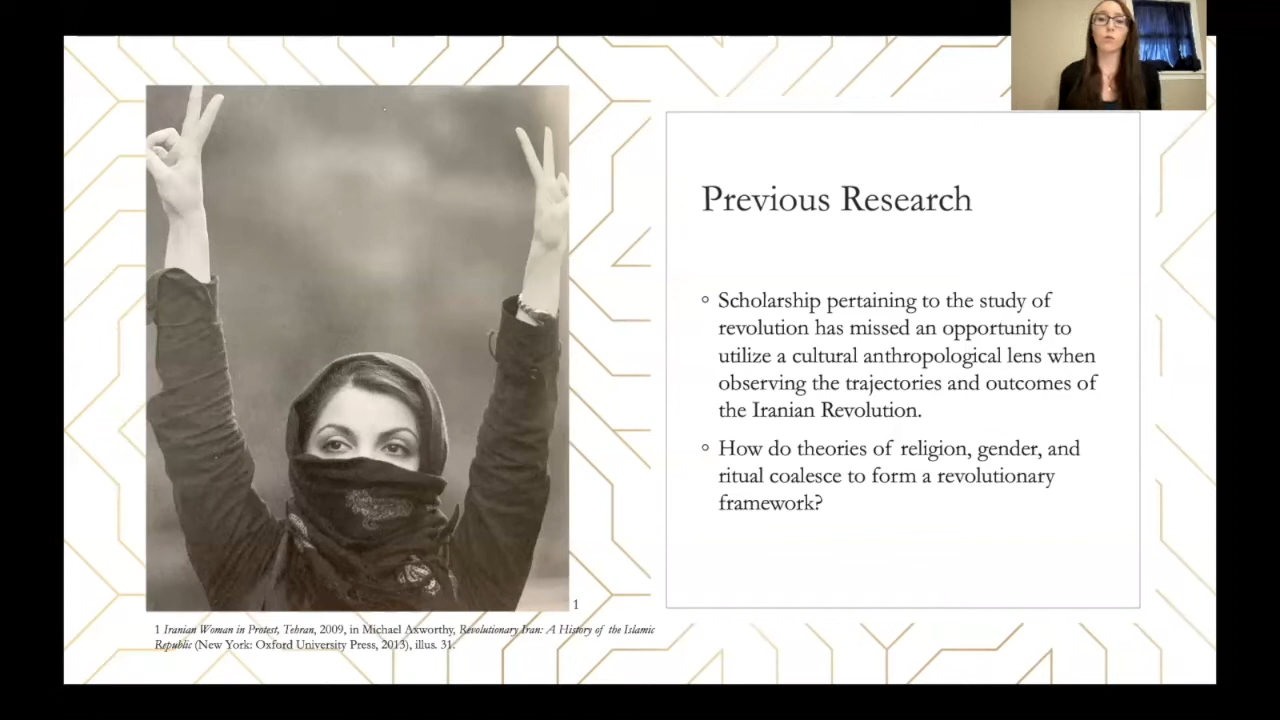 Previous Research
Scholarship pertaining to the study of
revolution has missed an opportunity to
utilize a cultural anthropological lens when
observing the trajectories and outcomes of
the Iranian Revolution.
How do theories of religion, gender, and
ritual coalesce to form a revolutionary
framework?
1
1 Iranian Woman in Protest, Tehran, 2009, in Michael Axworthy, Revolutionary Iran: A History of the Islamic
Republic (New York: Oxford University Press, 2013), illus. 31.